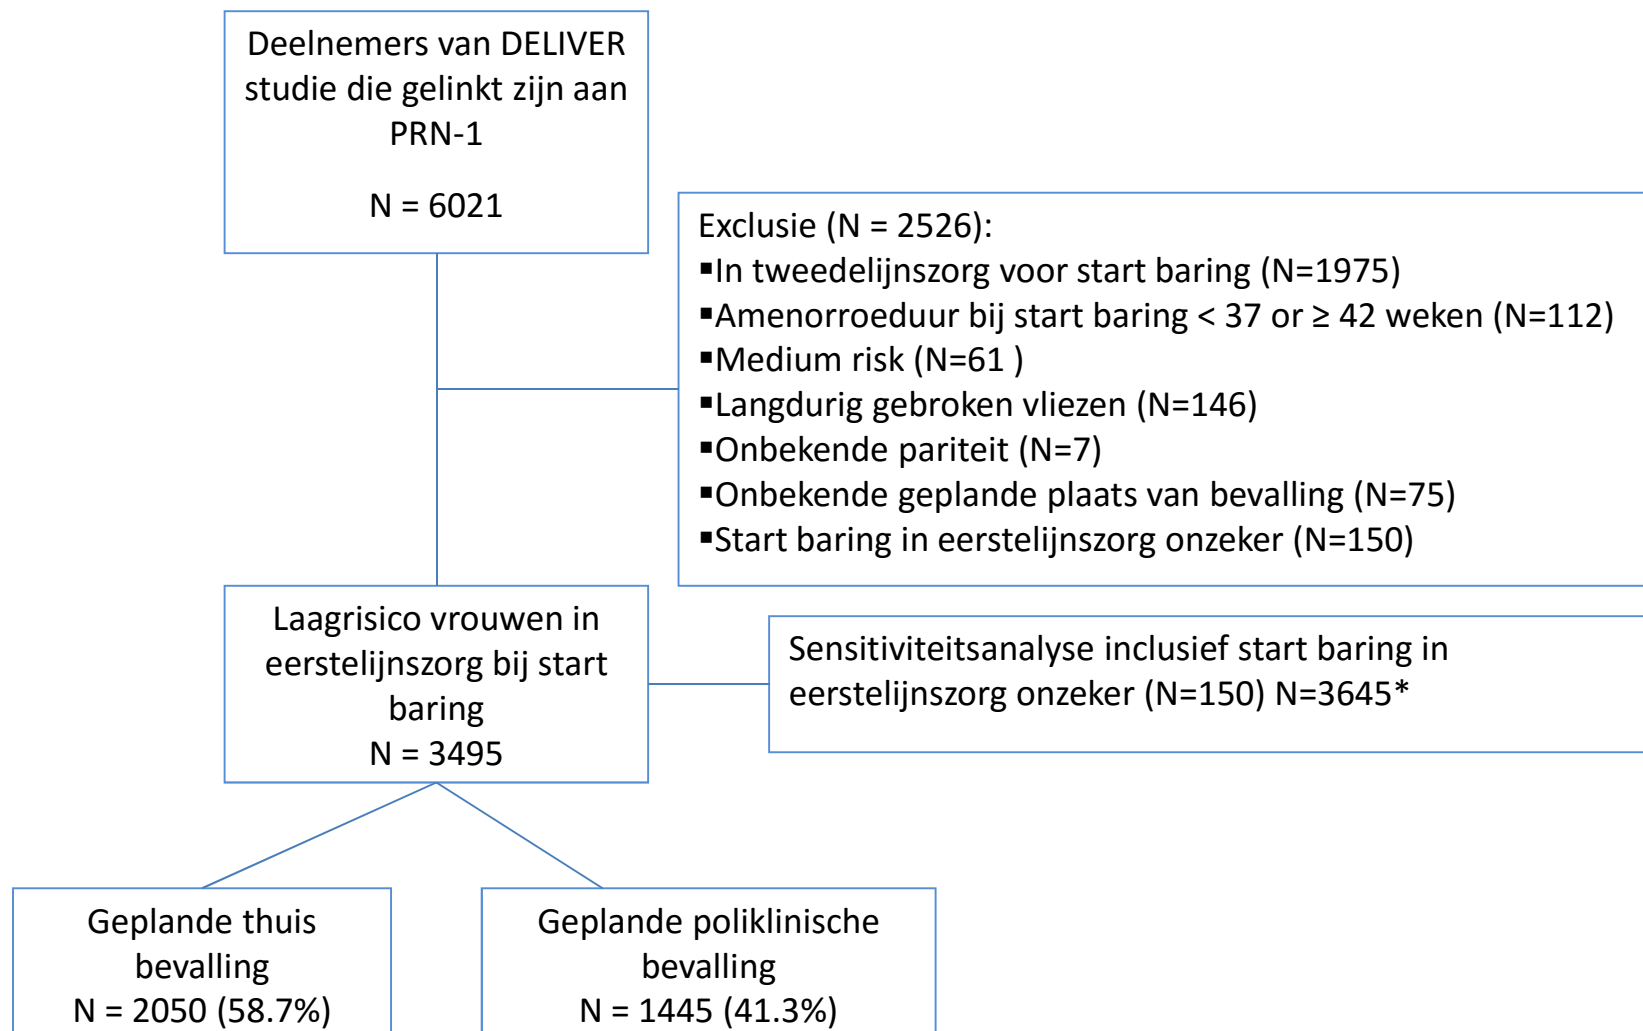 Deelnemers van DELIVER
studie die gelinkt zijn aan
PRN-1
N = 6021
Exclusie (N = 2526):
▪In tweedelijnszorg voor start baring (N=1975)
▪Amenorroeduur bij start baring < 37 or ≥ 42 weken (N=112)
▪Medium risk (N=61 )
▪Langdurig gebroken vliezen (N=146)
▪Onbekende pariteit (N=7)
▪Onbekende geplande plaats van bevalling (N=75)
▪Start baring in eerstelijnszorg onzeker (N=150)
Laagrisico vrouwen in
eerstelijnszorg bij start
baring
N = 3495
Sensitiviteitsanalyse inclusief start baring in
eerstelijnszorg onzeker (N=150) N=3645*
Geplande thuis
bevalling
N = 2050 (58.7%)
Geplande poliklinische
bevalling
N = 1445 (41.3%)